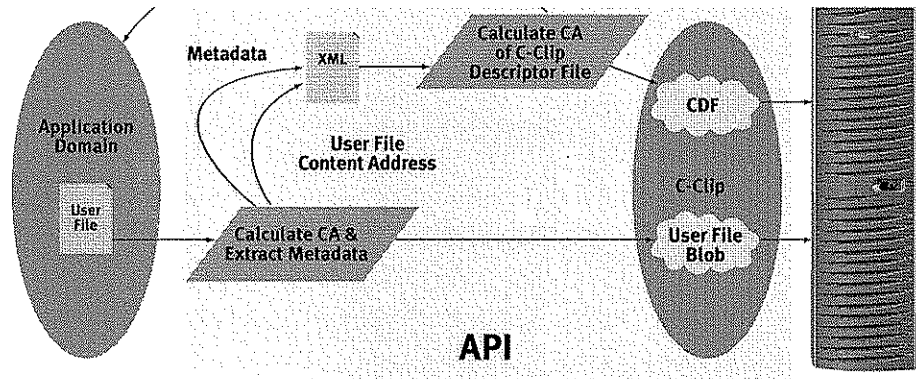 Metadata
XML
Calculate CA
of C-Clip
Descriptor File
CDF
Application
Domain
User File
Content Address
C-Clip
User
File
Calculate CA &
Extract Metadata
User File
Blob
API